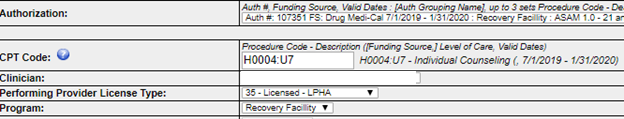 Auth #, Funding Source, Valid Dates : [Auth Grouping Name], up to 3 sets Procedure Code - Des
Authorization:
Auth #: 107351 FS: Drug Medi-Cal 7/1/2019 - 1/31/2020 : Recovery Facillity : ASAM 1.0 - 21 an
Procedure Code - Description ([Funding Source,] Level of Care, Valid Dates)
CPT Code: ? H0004:U7 H0004:U7 - Individual Counseling (, 7/1/2019 - 1/31/2020)
Clinician:
Performing Provider License Type: 35 - Licensed - LPHA
Program: Recovery Facillity